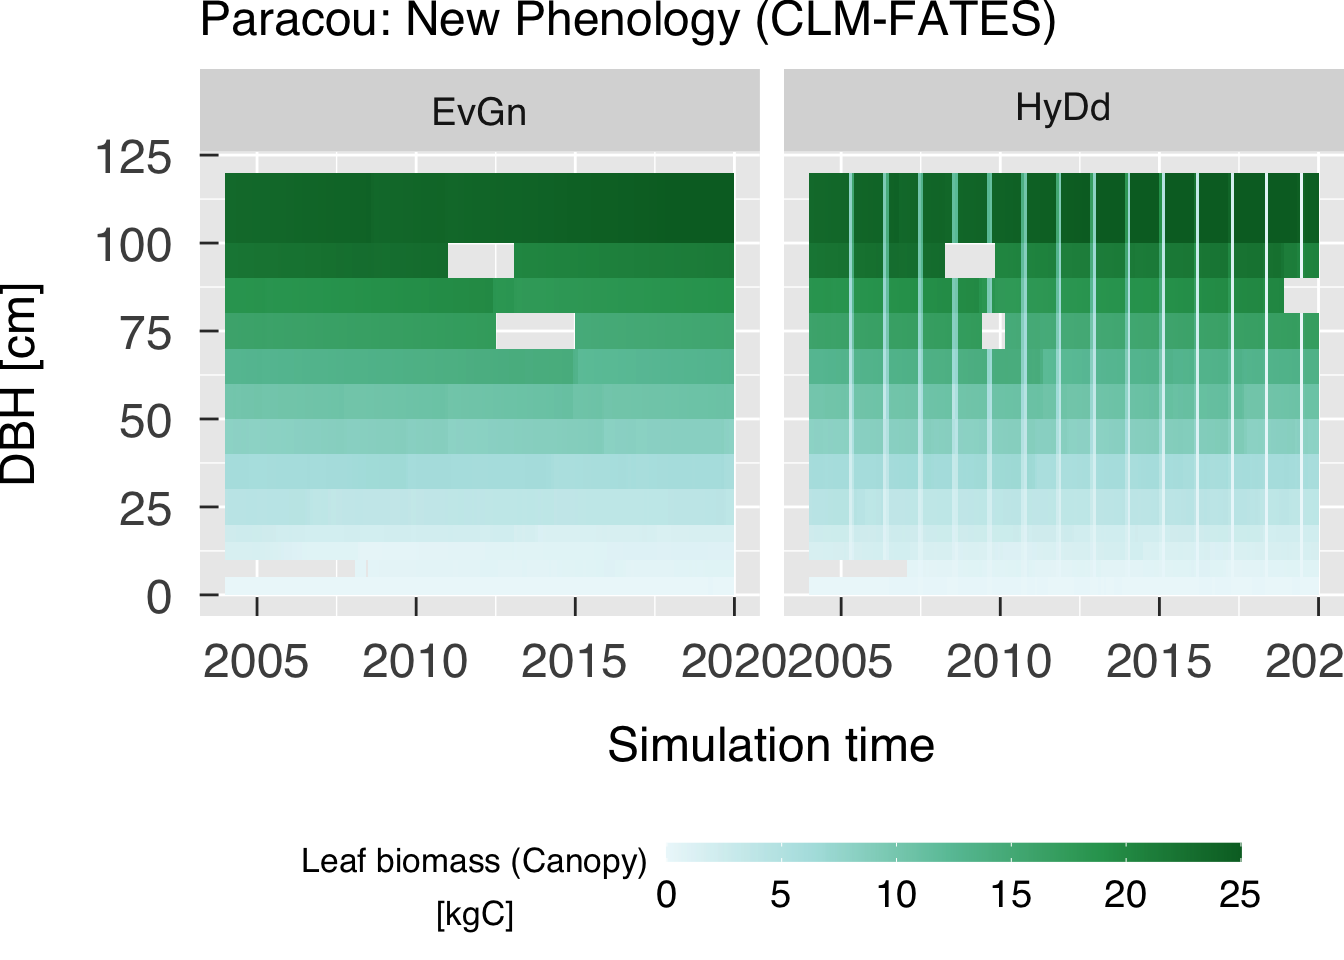 Paracou: New Phenology (CLM-FATES)
EvGn
HyDd
DBH [cm]
125
100
75
50
25
0
2005 2010 2015 2020
2005 2010 2015 202
Simulation time
Leaf biomass (Canopy)
[kgC]
0 5 10 15 20 25